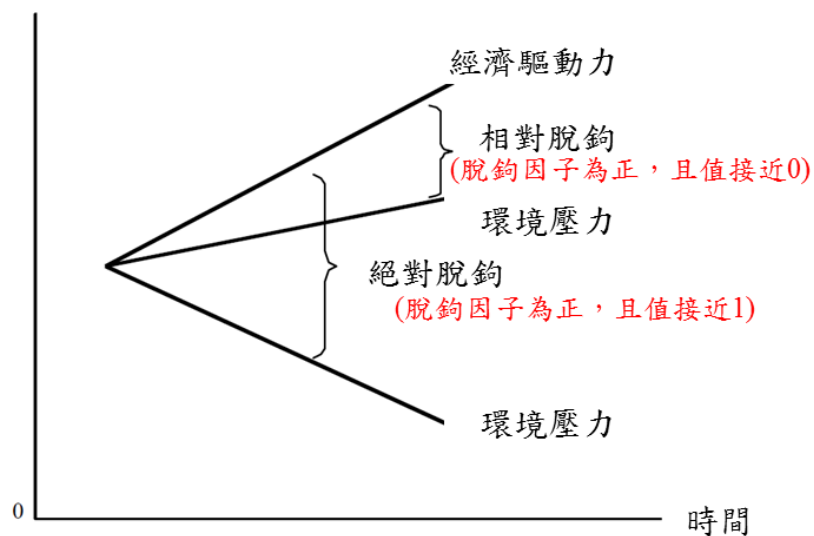 經濟驅動力
相對脫鉤
(脫鉤因子為正，且值接近0)
環境壓力
絕對脫鉤
(脫鉤因子為正，且值接近1)
環境壓力
0
時間